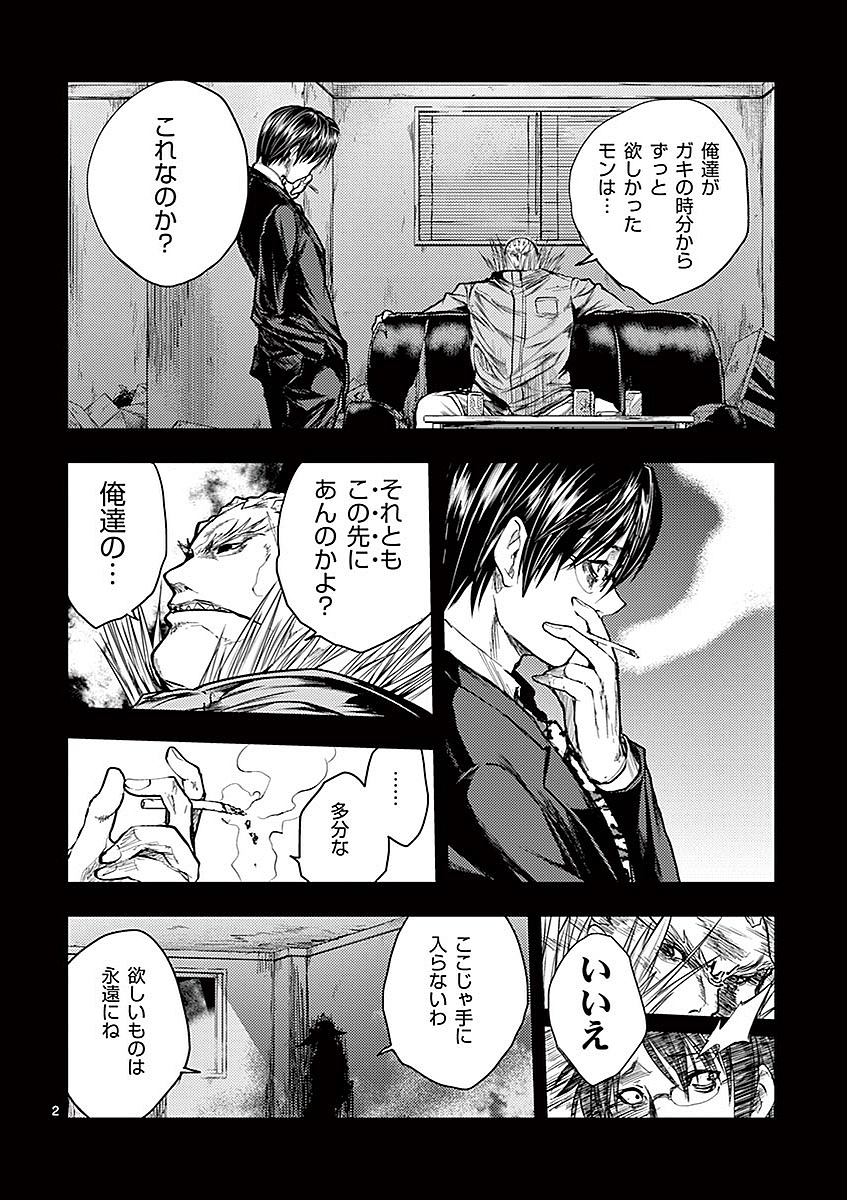 俺達が
ガキの時分から
ずっと
欲しかった
モンは…
これなのか?
それとも
この先に
あんのかよ?
俺達の…
……
多分な
いいえ
ここじゃ手に
入らないわ
欲しいものは
永遠にね
2